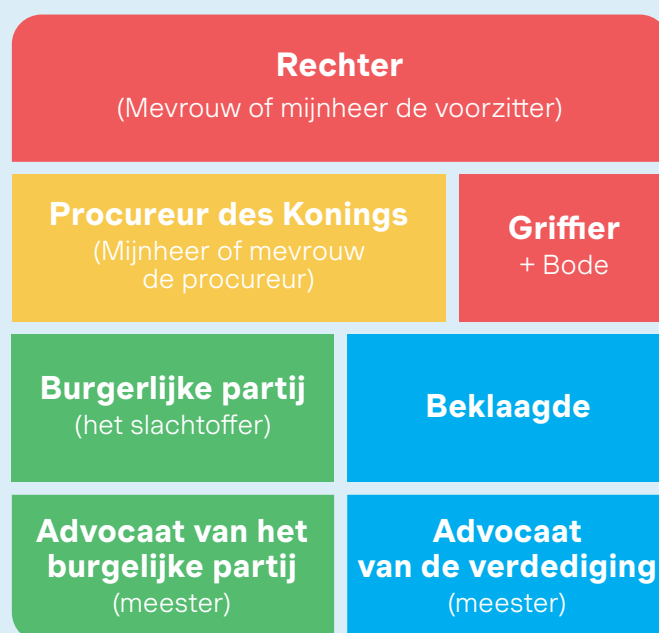 Rechter
(Mevrouw of mijnheer de voorzitter)
Procureur des Konings
(Mijnheer of mevrouw
de procureur)
Griffier
+ Bode
Burgerlijke partij
(het slachtoffer)
Beklaagde
Advocaat van het
burgelijke partij
(meester)
Advocaat
van de verdediging
(meester)